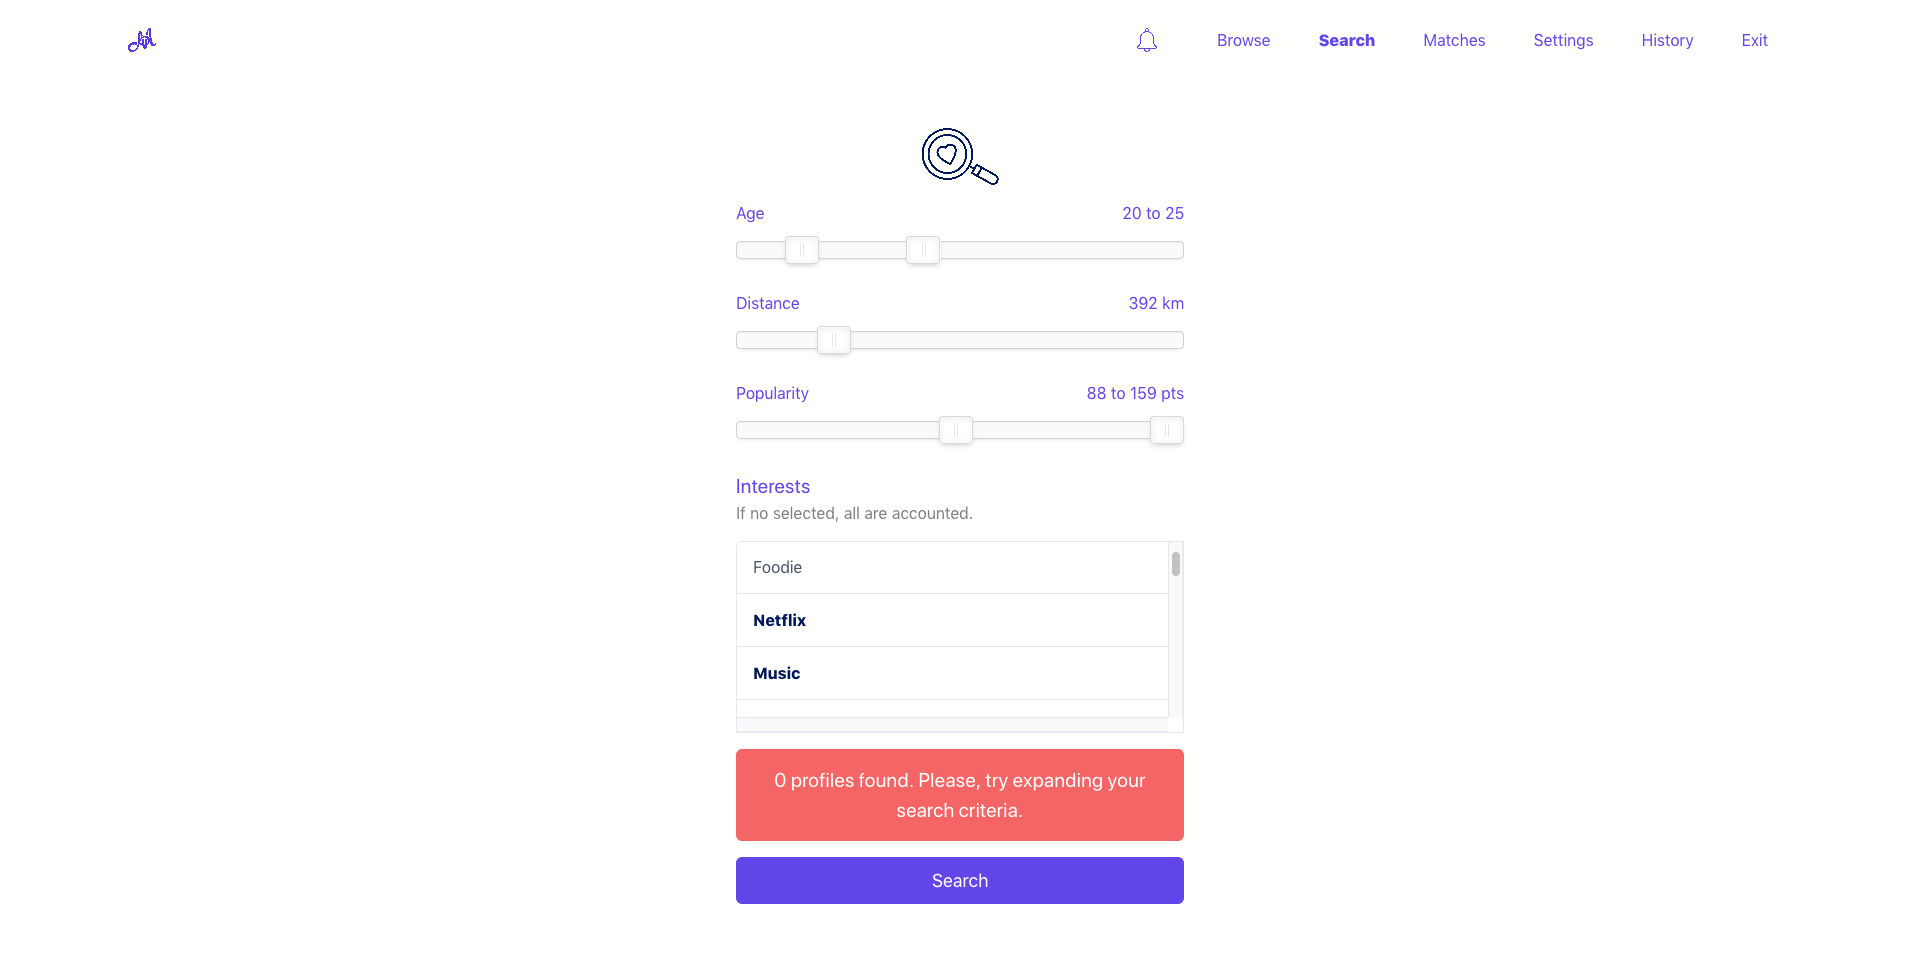 Browse Search Matches Settings History Exit
Age 20 to 25
Distance 392 km
Popularity 88 to 159 pts
Interests
If no selected, all are accounted.
Foodie
Netflix
Music
0 profiles found. Please, try expanding your
search criteria.
Search